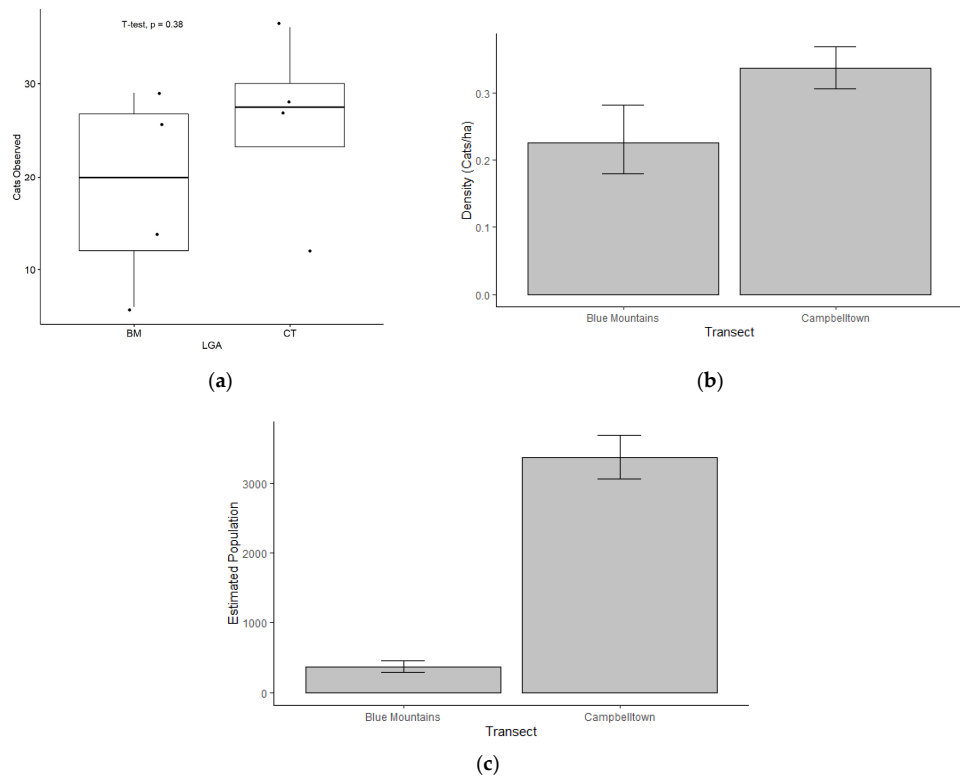 T-test, p = 0.38
Cats Observed
30
20
10
BM
CT
LGA
(a)
Density (Cats/ha)
0.3
0.2
0.1
0.0
Blue Mountains
Campbelltown
Transect
(b)
Estimated Population
3000
2000
1000
0
Blue Mountains
Campbelltown
Transect
(c)